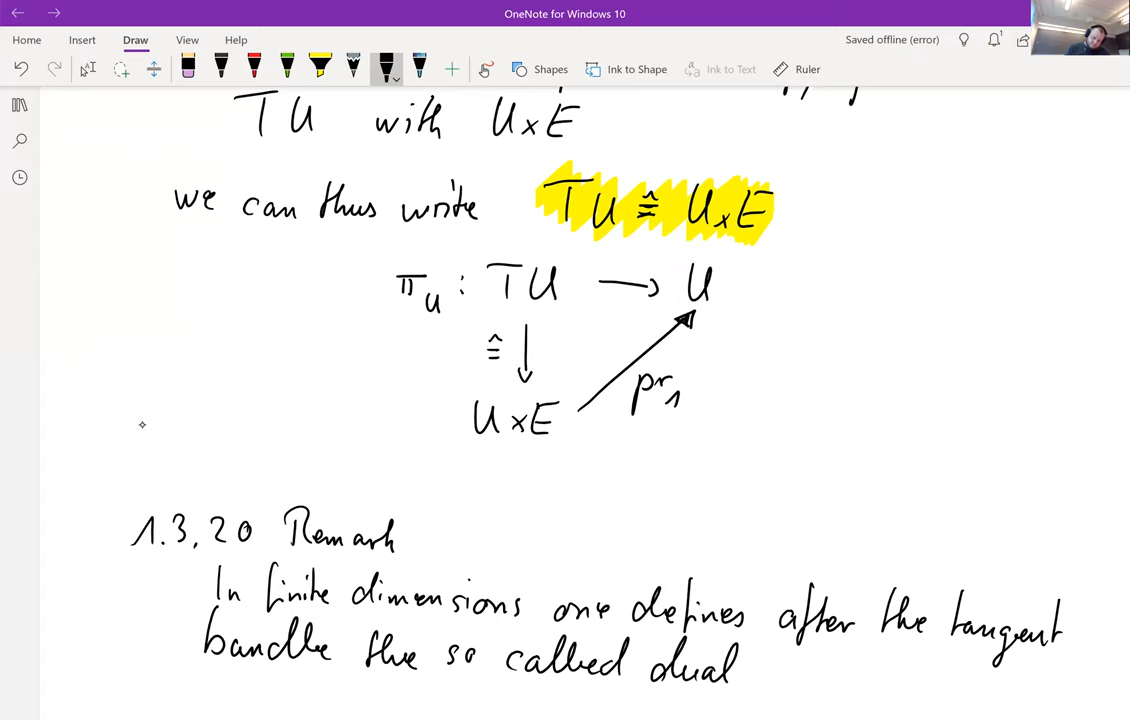 OneNote for Windows 10
Home Insert Draw View Help
Saved offline (error)
Shapes Ink to Shape Ink to Text Ruler
TU with U×E
we can thus write TU ≙ U×E
π_U : TU → U
≙ ↓
pr₁
U×E
1.3.20 Remark
In finite dimensions one defines after the tangent
bundle the so called dual